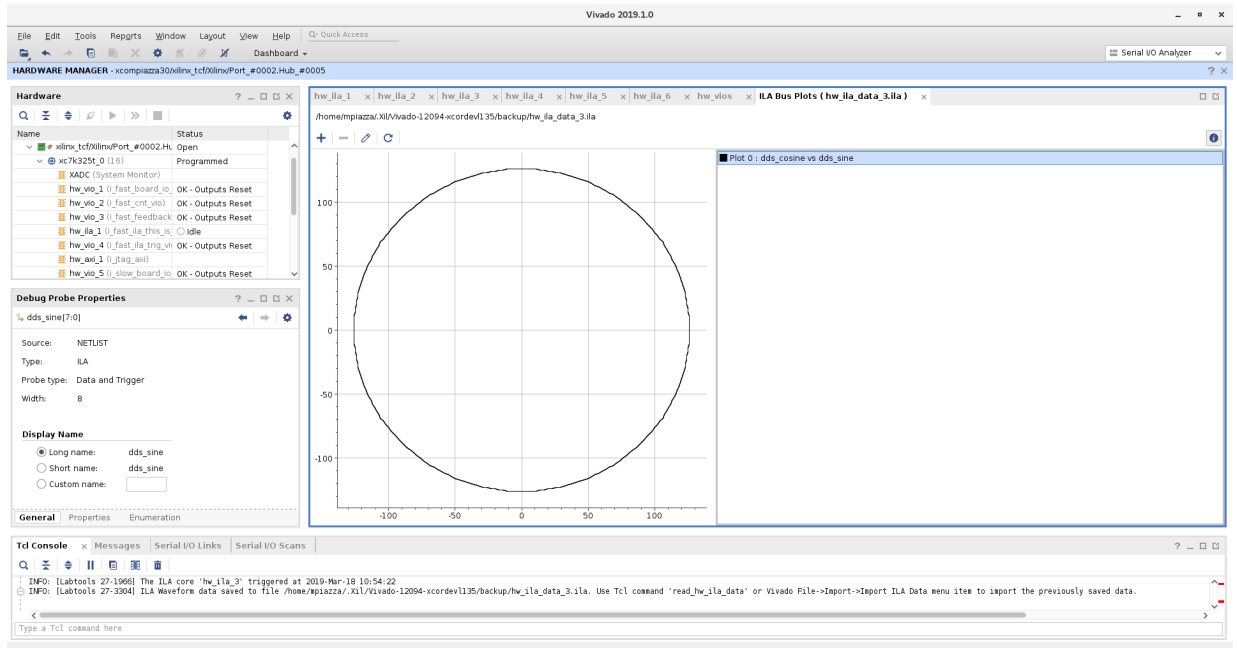 Vivado 2019.1.0
File Edit Tools Reports Window Layout View Help Quick Access
Dashboard
Serial I/O Analyzer
HARDWARE MANAGER - xcompiazza30/xilinx_tcf/Xilinx/Port_#0002.Hub_#0005
Hardware
Name Status
xilinx_tcf/Xilinx/Port_#0002.Hu Open
xc7k325t_0 (16) Programmed
XADC (System Monitor)
hw_vio_1 (i_fast_board_io_ OK - Outputs Reset
hw_vio_2 (i_fast_cnt_vio) OK - Outputs Reset
hw_vio_3 (i_fast_feedback OK - Outputs Reset
hw_ila_1 (i_fast_ila_this_is Idle
hw_vio_4 (i_fast_ila_trig_vi OK - Outputs Reset
hw_axi_1 (i_jtag_axi)
hw_vio_5 (i_slow_board_io OK - Outputs Reset
Debug Probe Properties
dds_sine[7:0]
Source: NETLIST
Type: ILA
Probe type: Data and Trigger
Width: 8
Display Name
Long name: dds_sine
Short name: dds_sine
Custom name:
General Properties Enumeration
hw_ila_1 hw_ila_2 hw_ila_3 hw_ila_4 hw_ila_5 hw_ila_6 hw_vios ILA Bus Plots ( hw_ila_data_3.ila )
/home/mpiazza/.Xil/Vivado-12094-xcordevl135/backup/hw_ila_data_3.ila
100
50
0
-50
-100
-100 -50 0 50 100
Plot 0 : dds_cosine vs dds_sine
Tcl Console Messages Serial I/O Links Serial I/O Scans
INFO: [Labtools 27-1966] The ILA core 'hw_ila_3' triggered at 2019-Mar-18 10:54:22
INFO: [Labtools 27-3304] ILA Waveform data saved to file /home/mpiazza/.Xil/Vivado-12094-xcordevl135/backup/hw_ila_data_3.ila. Use Tcl command 'read_hw_ila_data' or Vivado File->Import->Import ILA Data menu item to import the previously saved data.
Type a Tcl command here